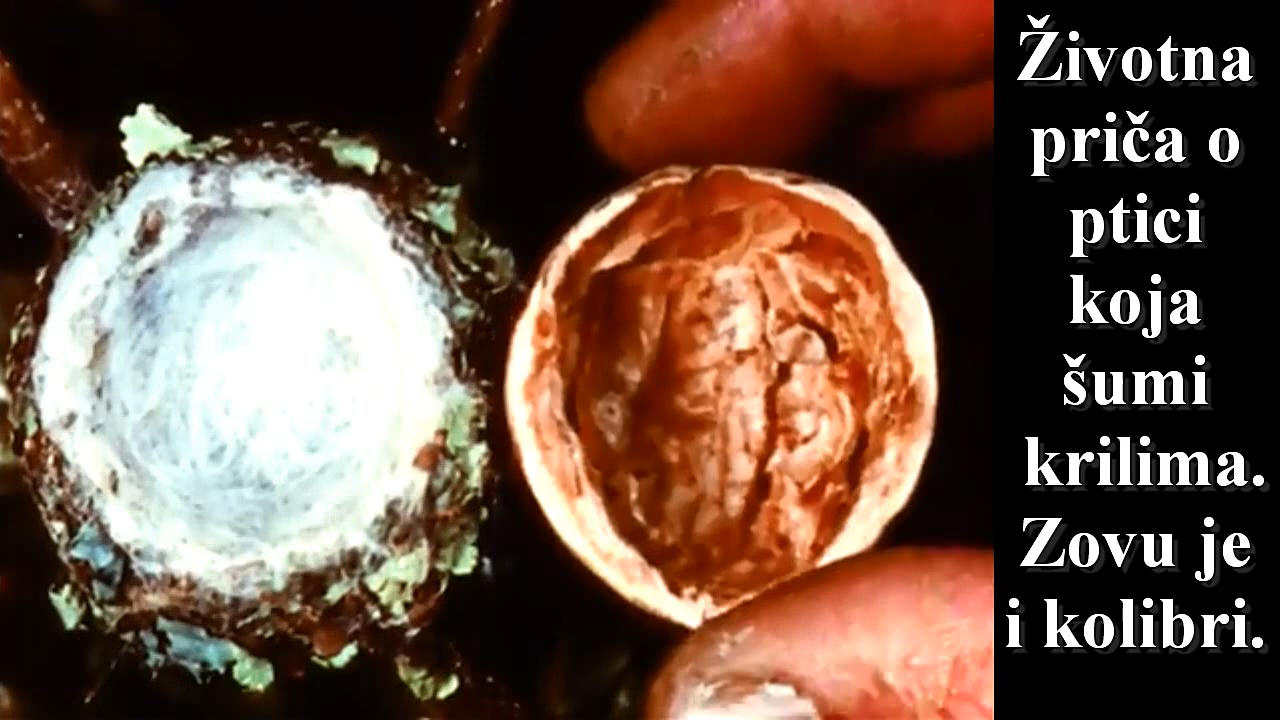 Životna
priča o
ptici
koja
šumi
krilima.
Zovu je
i kolibri.